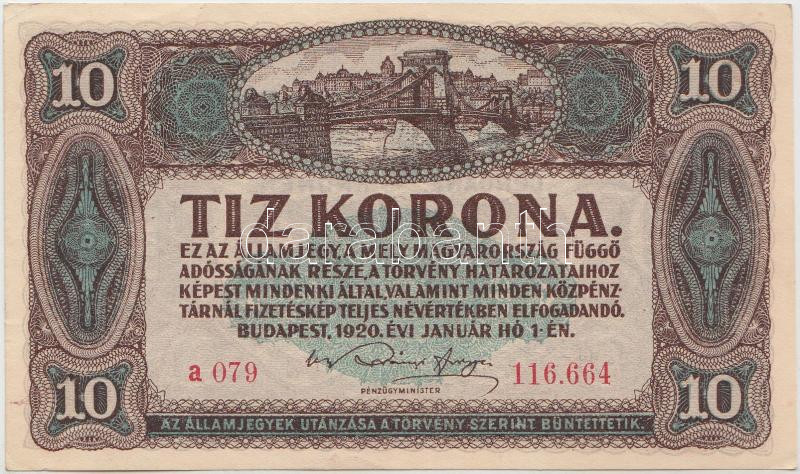 10 10
TIZ KORONA.
EZ AZ ÁLLAMJEGY, A MELY MAGYARORSZÁG FÜGGŐ
ADÓSSÁGÁNAK RÉSZE, A TÖRVÉNY HATÁROZATAIHOZ
KÉPEST MINDENKI ÁLTAL, VALAMINT MINDEN KÖZPÉNZ-
TÁRNÁL FIZETÉSKÉP TELJES NÉVÉRTÉKBEN ELFOGADANDÓ.
BUDAPEST, 1920. ÉVI JANUÁR HÓ 1-ÉN.
a 079 116.664
PÉNZÜGYMINISTER
10 10
AZ ÁLLAMJEGYEK UTÁNZÁSA A TÖRVÉNY SZERINT BÜNTETTETIK.